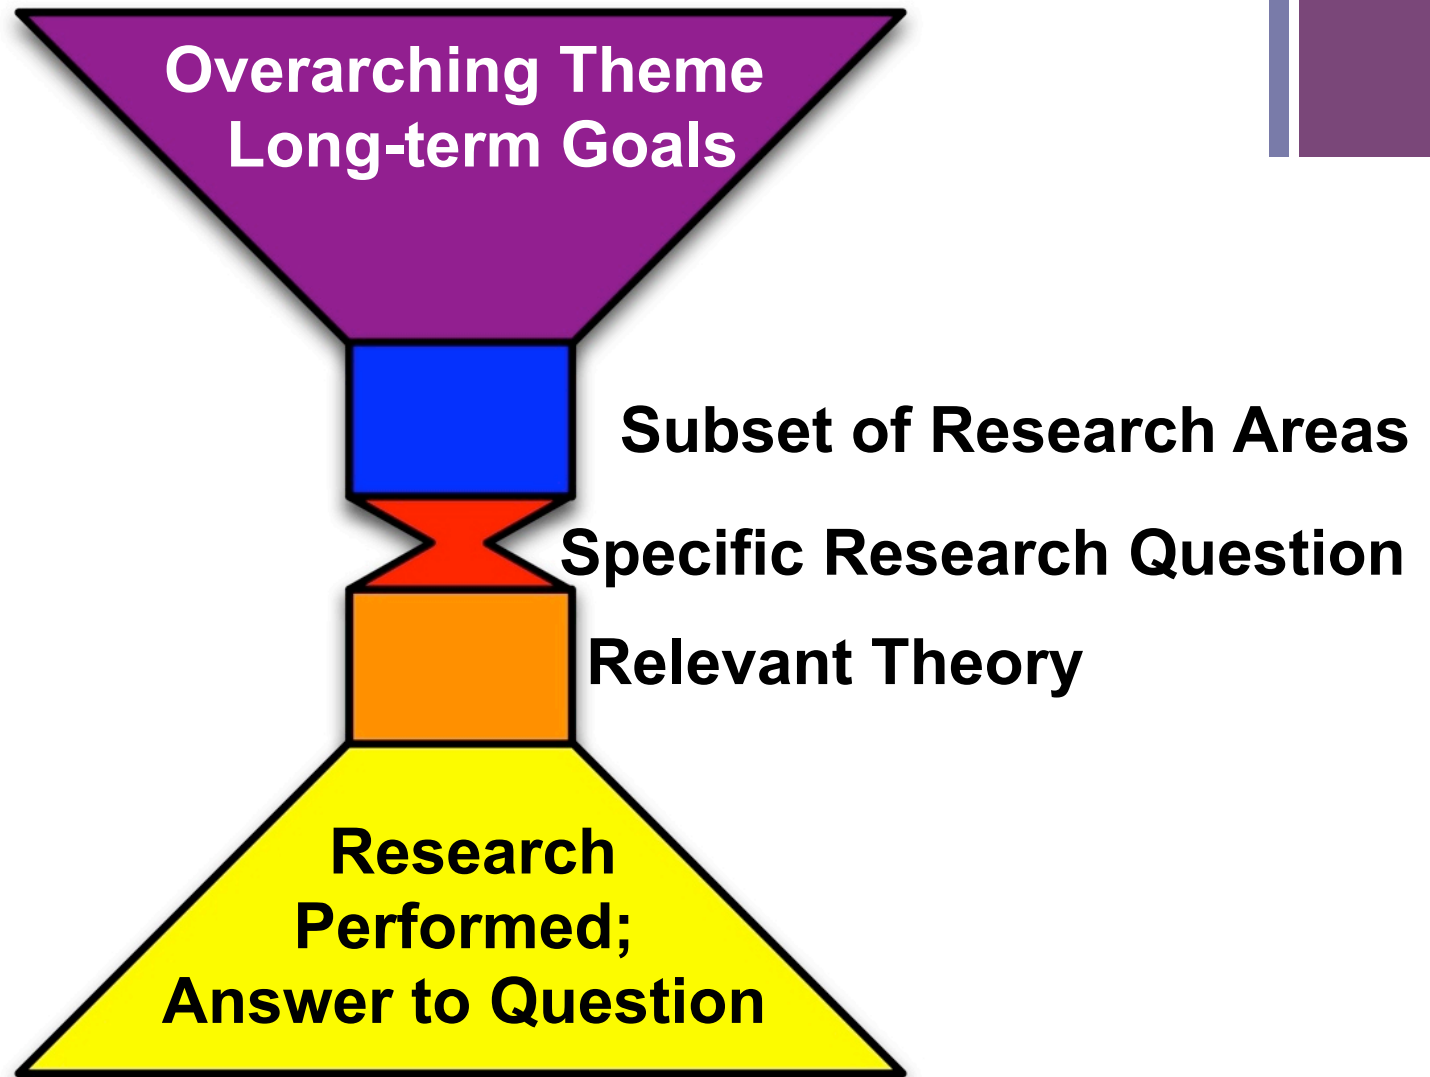 Overarching Theme
Long-term Goals
Subset of Research Areas
Specific Research Question
Relevant Theory
Research
Performed;
Answer to Question